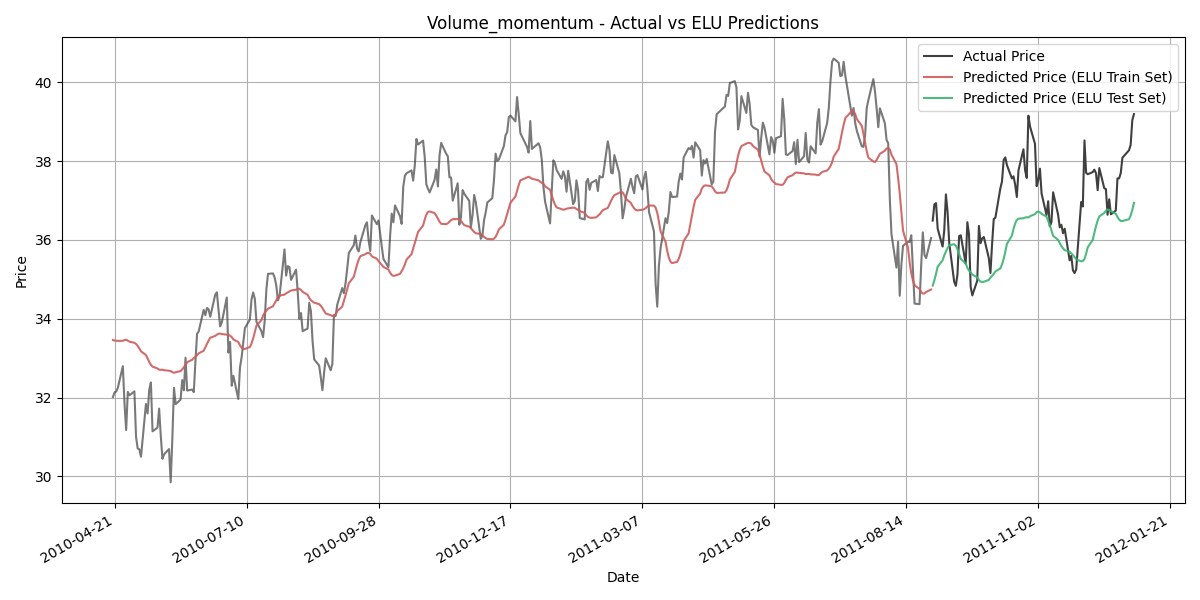 Volume_momentum - Actual vs ELU Predictions
Actual Price
Predicted Price (ELU Train Set)
Predicted Price (ELU Test Set)
Price
40
38
36
34
32
30
2010-04-21
2010-07-10
2010-09-28
2010-12-17
2011-03-07
2011-05-26
2011-08-14
2011-11-02
2012-01-21
Date